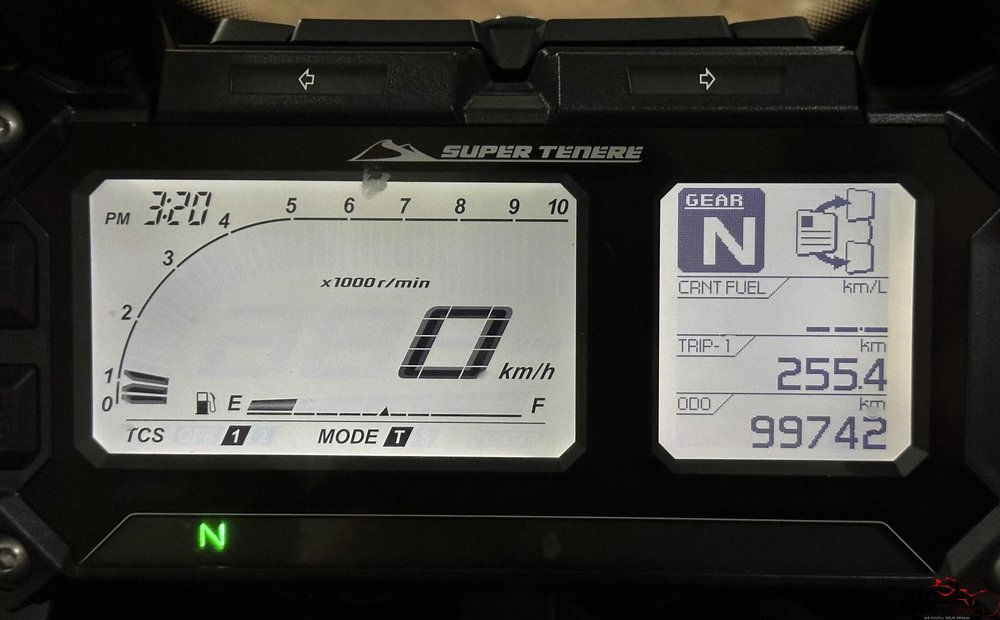 SUPER TENERE
PM 3:20
0 1 2 3 4 5 6 7 8 9 10
x1000 r/min
0 km/h
E F
TCS 1
MODE T
GEAR
N
CRNT FUEL km/L
--.-
TRIP-1 km
255.4
ODO km
99742
N